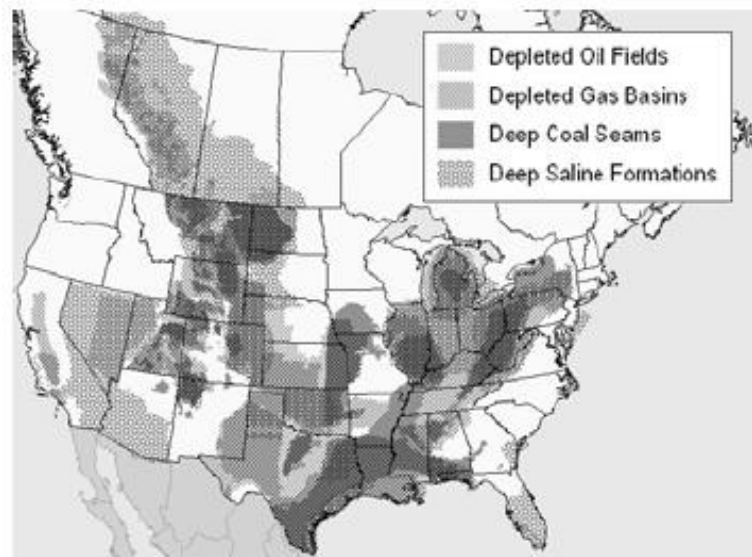 Depleted Oil Fields
Depleted Gas Basins
Deep Coal Seams
Deep Saline Formations